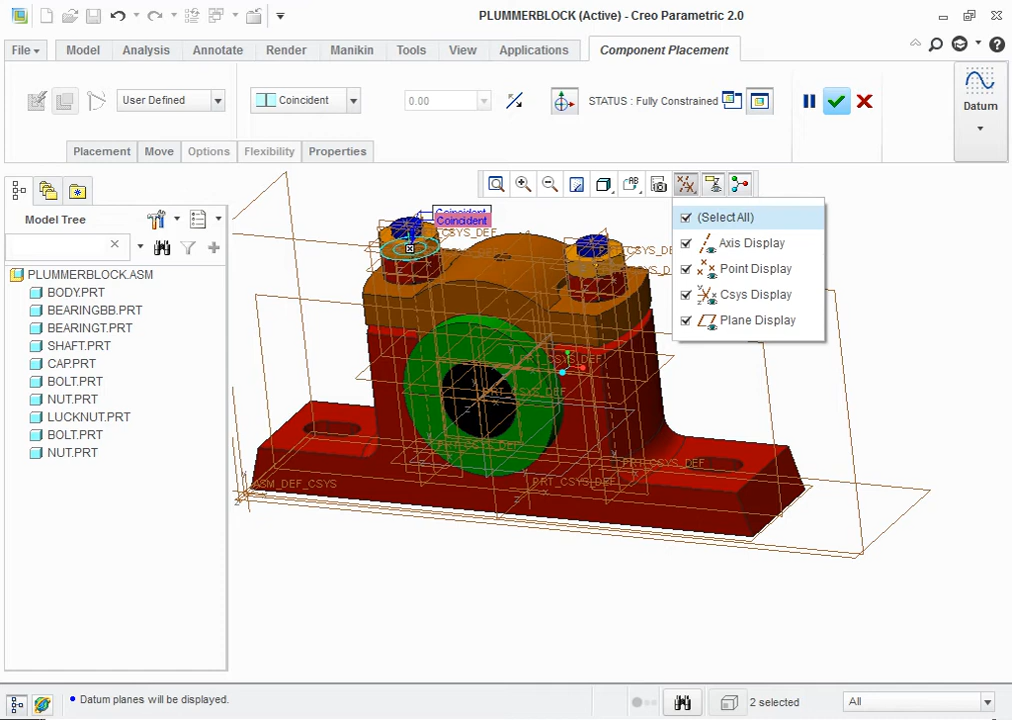 PLUMMERBLOCK (Active) - Creo Parametric 2.0
File Model Analysis Annotate Render Manikin Tools View Applications Component Placement
User Defined Coincident 0.00 STATUS : Fully Constrained
Datum
Placement Move Options Flexibility Properties
Model Tree
PLUMMERBLOCK.ASM
BODY.PRT
BEARINGBB.PRT
BEARINGT.PRT
SHAFT.PRT
CAP.PRT
BOLT.PRT
NUT.PRT
LUCKNUT.PRT
BOLT.PRT
NUT.PRT
(Select All)
Axis Display
Point Display
Csys Display
Plane Display
Coincident
Coincident
PRT_CSYS_DEF
PRT_CSYS_DEF
PRT_CSYS_DEF
PRT_CSYS_DEF
PRT_CSYS_DEF
ASM_DEF_CSYS
Datum planes will be displayed.
2 selected
All